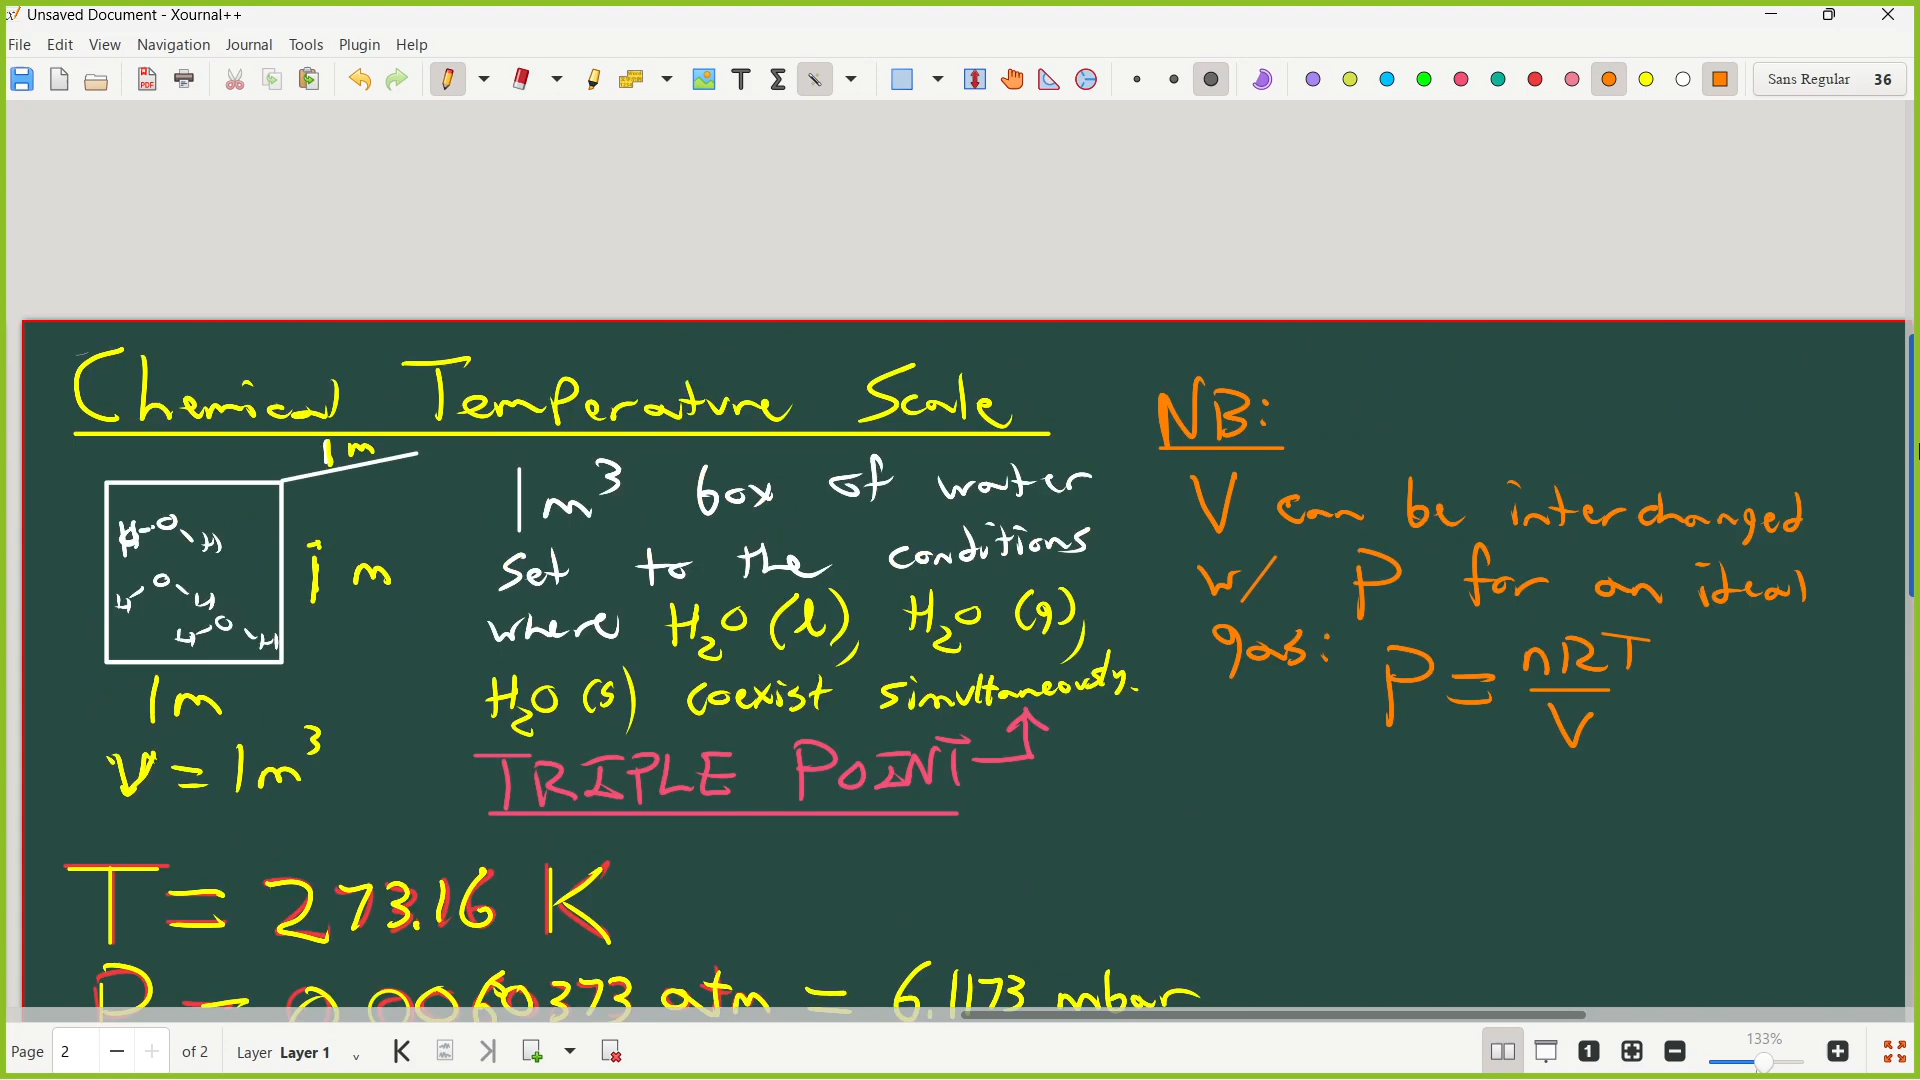 Unsaved Document - Xournal++
File Edit View Navigation Journal Tools Plugin Help
Sans Regular 36
Chemical Temperature Scale
1 m
H O H
H O H
H O H
1 m
1m
V = 1m³
1m³ box of water
set to the conditions
where H₂O (l), H₂O (g),
H₂O (s) coexist simultaneously.
TRIPLE POINT
NB:
V can be interchanged
w/ P for an ideal
gas: P = nRT/V
T = 273.16 K
P = 0.0060373 atm = 6.1173 mbar
Page 2 of 2 Layer Layer 1 133%